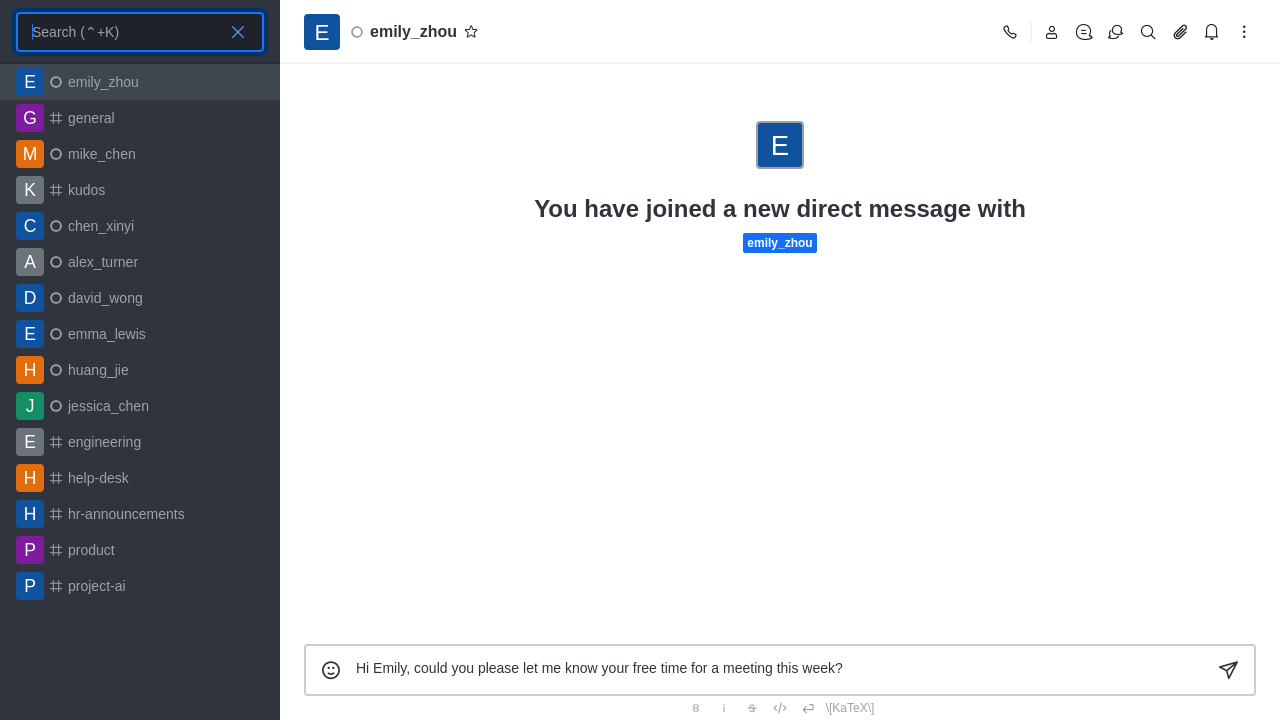 Search (⌃+K)
E emily_zhou
G general
M mike_chen
K kudos
C chen_xinyi
A alex_turner
D david_wong
E emma_lewis
H huang_jie
J jessica_chen
E engineering
H help-desk
H hr-announcements
P product
P project-ai
E emily_zhou
E
You have joined a new direct message with
emily_zhou
Hi Emily, could you please let me know your free time for a meeting this week?
\[KaTeX\]